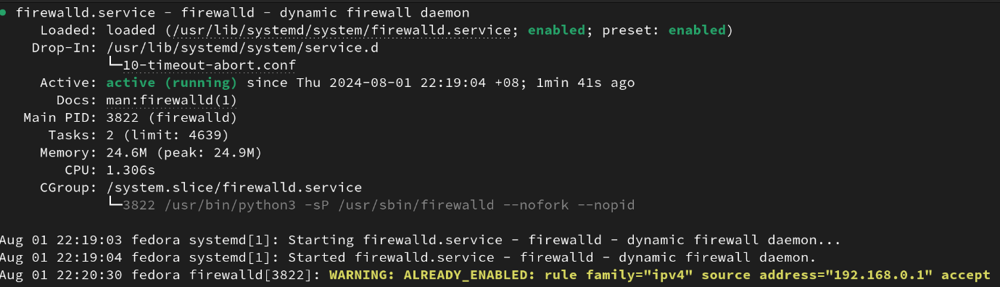 ● firewalld.service - firewalld - dynamic firewall daemon
Loaded: loaded (/usr/lib/systemd/system/firewalld.service; enabled; preset: enabled)
Drop-In: /usr/lib/systemd/system/service.d
└─10-timeout-abort.conf
Active: active (running) since Thu 2024-08-01 22:19:04 +08; 1min 41s ago
Docs: man:firewalld(1)
Main PID: 3822 (firewalld)
Tasks: 2 (limit: 4639)
Memory: 24.6M (peak: 24.9M)
CPU: 1.306s
CGroup: /system.slice/firewalld.service
└─3822 /usr/bin/python3 -sP /usr/sbin/firewalld --nofork --nopid
Aug 01 22:19:03 fedora systemd[1]: Starting firewalld.service - firewalld - dynamic firewall daemon...
Aug 01 22:19:04 fedora systemd[1]: Started firewalld.service - firewalld - dynamic firewall daemon.
Aug 01 22:20:30 fedora firewalld[3822]: WARNING: ALREADY_ENABLED: rule family="ipv4" source address="192.168.0.1" accept